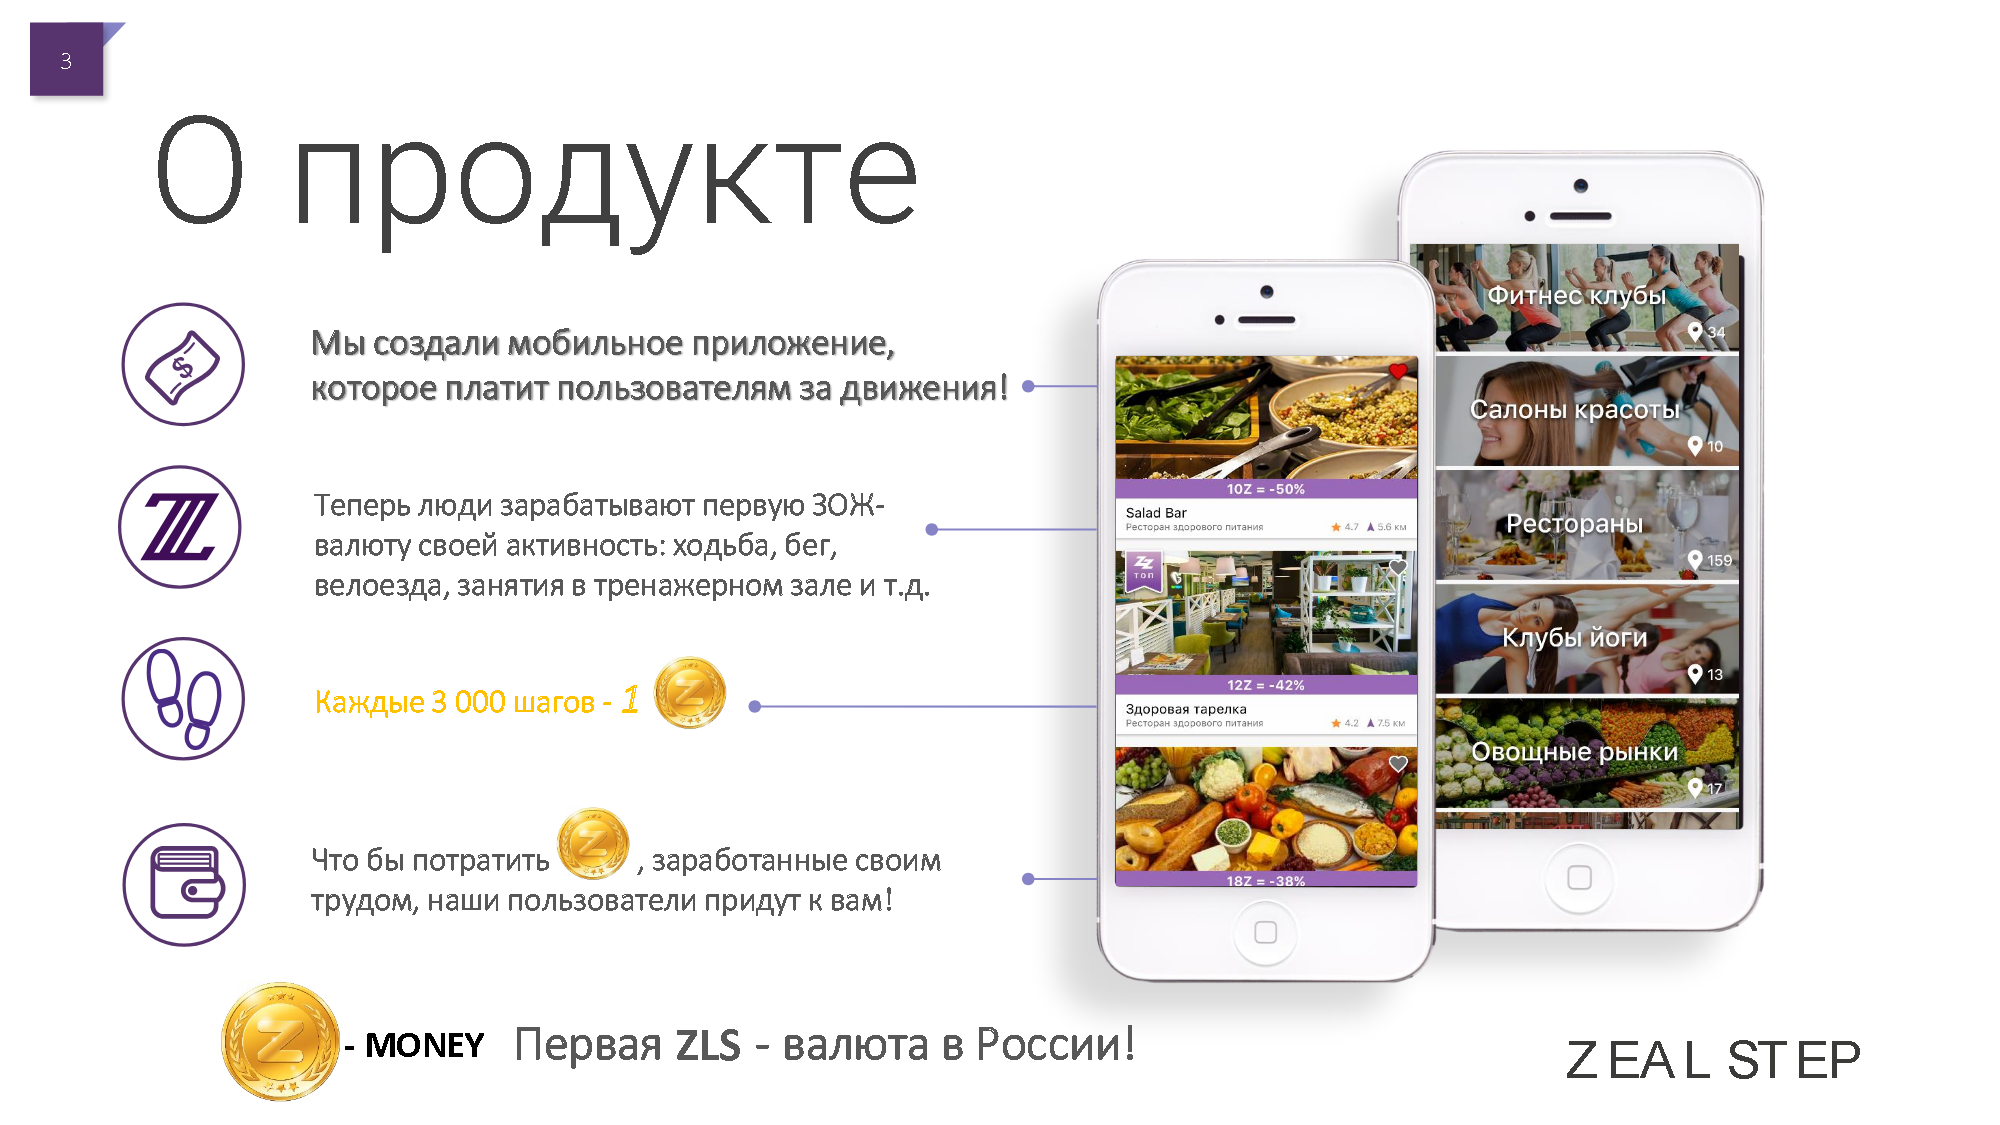 3
О продукте
Мы создали мобильное приложение,
которое платит пользователям за движения!
Теперь люди зарабатывают первую ЗОЖ-
валюту своей активность: ходьба, бег,
велоезда, занятия в тренажерном зале и т.д.
Каждые 3 000 шагов - 1
Что бы потратить , заработанные своим
трудом, наши пользователи придут к вам!
- MONEY Первая ZLS - валюта в России!
10Z = -50%
Salad Bar
Ресторан здорового питания 4.7 5.6 км
ТОП
12Z = -42%
Здоровая тарелка
Ресторан здорового питания 4.2 7.5 км
18Z = -38%
Фитнес клубы
34
Салоны красоты
10
Рестораны
159
Клубы йоги
13
Овощные рынки
17
ZEAL STEP